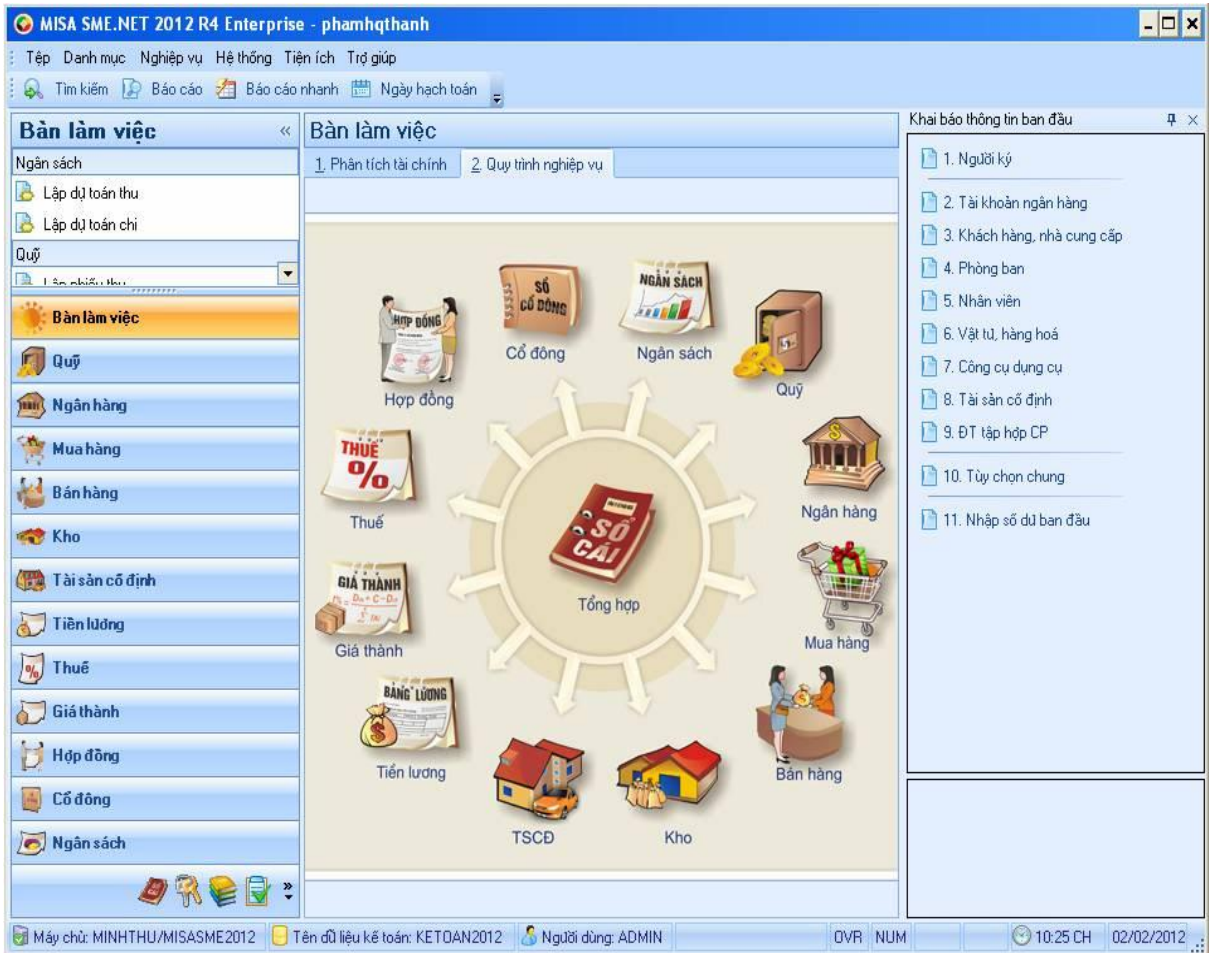 MISA SME.NET 2012 R4 Enterprise - phamhqthanh
Tệp Danh mục Nghiệp vụ Hệ thống Tiện ích Trợ giúp
Tìm kiếm Báo cáo Báo cáo nhanh Ngày hạch toán
Bàn làm việc «
Ngân sách
Lập dự toán thu
Lập dự toán chi
Quỹ
Lập phiếu thu
Bàn làm việc
Quỹ
Ngân hàng
Mua hàng
Bán hàng
Kho
Tài sản cố định
Tiền lương
Thuế
Giá thành
Hợp đồng
Cổ đông
Ngân sách
»
Bàn làm việc
1. Phân tích tài chính 2. Quy trình nghiệp vụ
HỢP ĐỒNG
Hợp đồng
SỔ
CỔ ĐÔNG
Cổ đông
NGÂN SÁCH
Ngân sách
Quỹ
Ngân hàng
Mua hàng
Bán hàng
Kho
TSCĐ
BẢNG LƯƠNG
Tiền lương
GIÁ THÀNH
Giá thành
THUẾ
%
Thuế
SỔ
CÁI
Tổng hợp
Khai báo thông tin ban đầu
1. Người ký
2. Tài khoản ngân hàng
3. Khách hàng, nhà cung cấp
4. Phòng ban
5. Nhân viên
6. Vật tư, hàng hoá
7. Công cụ dụng cụ
8. Tài sản cố định
9. ĐT tập hợp CP
10. Tùy chọn chung
11. Nhập số dư ban đầu
Máy chủ: MINHTHU/MISASME2012 Tên dữ liệu kế toán: KETOAN2012 Người dùng: ADMIN OVR NUM 10:25 CH 02/02/2012